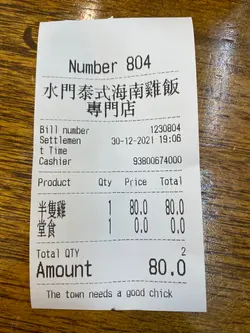 Number 804
水門泰式海南雞飯
專門店
Bill number 1230804
Settlemen 30-12-2021 19:06
t Time
Cashier 93800674000
Product Qty Price Total
半隻雞 1 80.0 80.0
堂食 1 0.0 0.0
Total QTY 2
Amount 80.0
The town needs a good chick